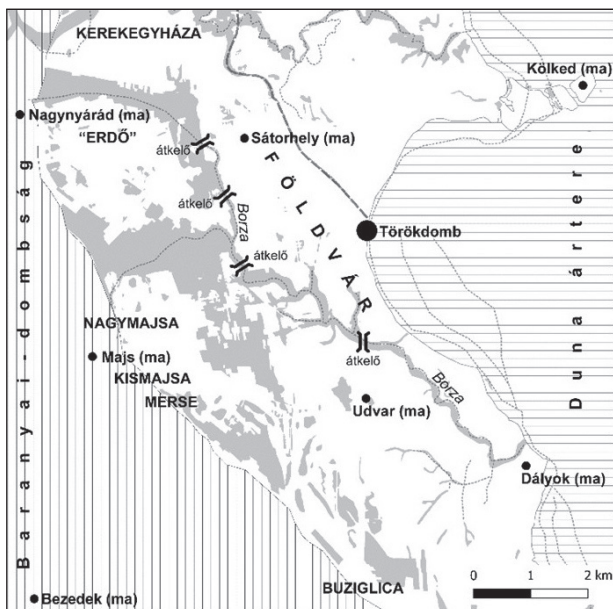 KEREKEGYHÁZA
Kölked (ma)
Nagynyárád (ma)
"ERDŐ"
Sátorhely (ma)
átkelő
átkelő
Borza
FÖLDVÁR
Törökdomb
átkelő
Baranyai-dombság
Duna ártere
NAGYMAJSA
Majs (ma)
átkelő
KISMAJSA
MERSE
Borza
Udvar (ma)
Dályok (ma)
BUZIGLICA
Bezedek (ma)
0 1 2 km